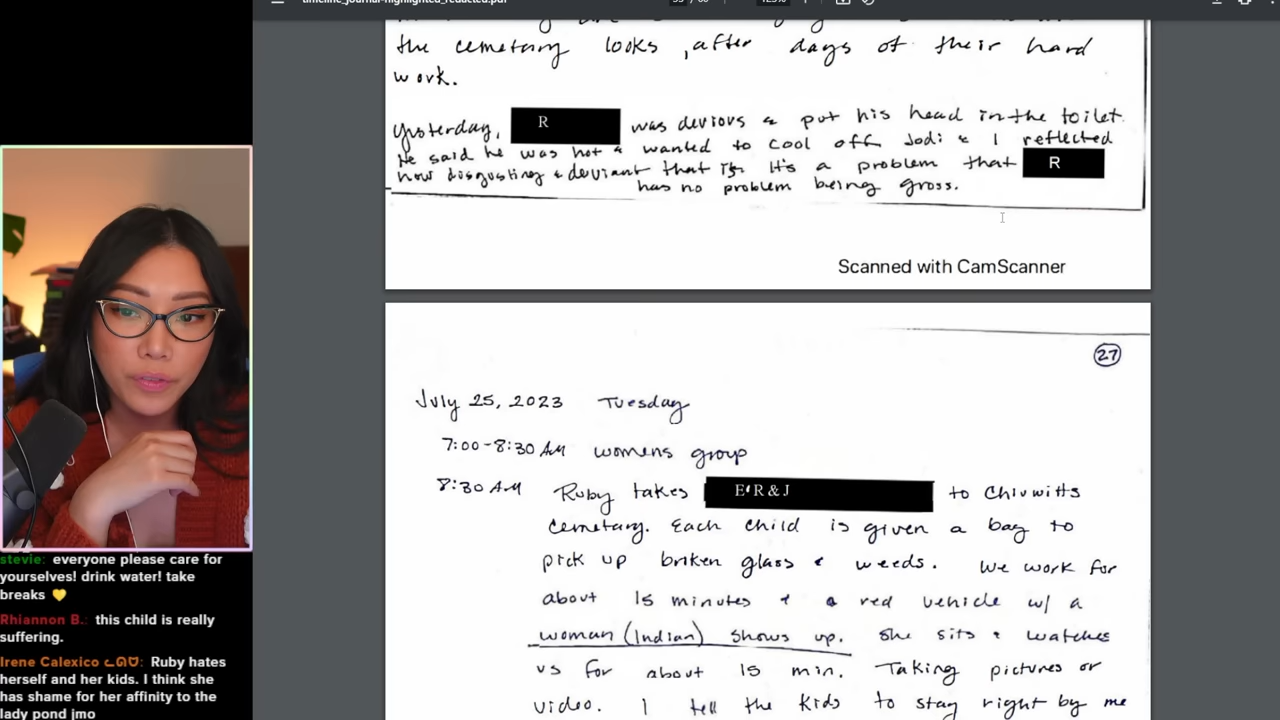 timeline_journal-highlighted_redacted.pdf
the cemetary looks, after days of their hard
work.
Yesterday, R was devious & put his head in the toilet.
He said he was hot & wanted to cool off. Jodi & I reflected
how disgusting & deviant that is. It's a problem that R
has no problem being gross.
Scanned with CamScanner
27
July 25, 2023 Tuesday
7:00-8:30 AM womens group
8:30 AM Ruby takes E R & J to Chivwitts
cemetary. Each child is given a bag to
pick up broken glass & weeds. We work for
about 15 minutes & a red vehicle w/ a
woman (Indian) shows up. She sits & watches
us for about 15 min. Taking pictures or
video. I tell the kids to stay right by me
stevie: everyone please care for
yourselves! drink water! take
breaks 💛
Rhiannon B.: this child is really
suffering.
Irene Calexico: Ruby hates
herself and her kids. I think she
has shame for her affinity to the
lady pond jmo